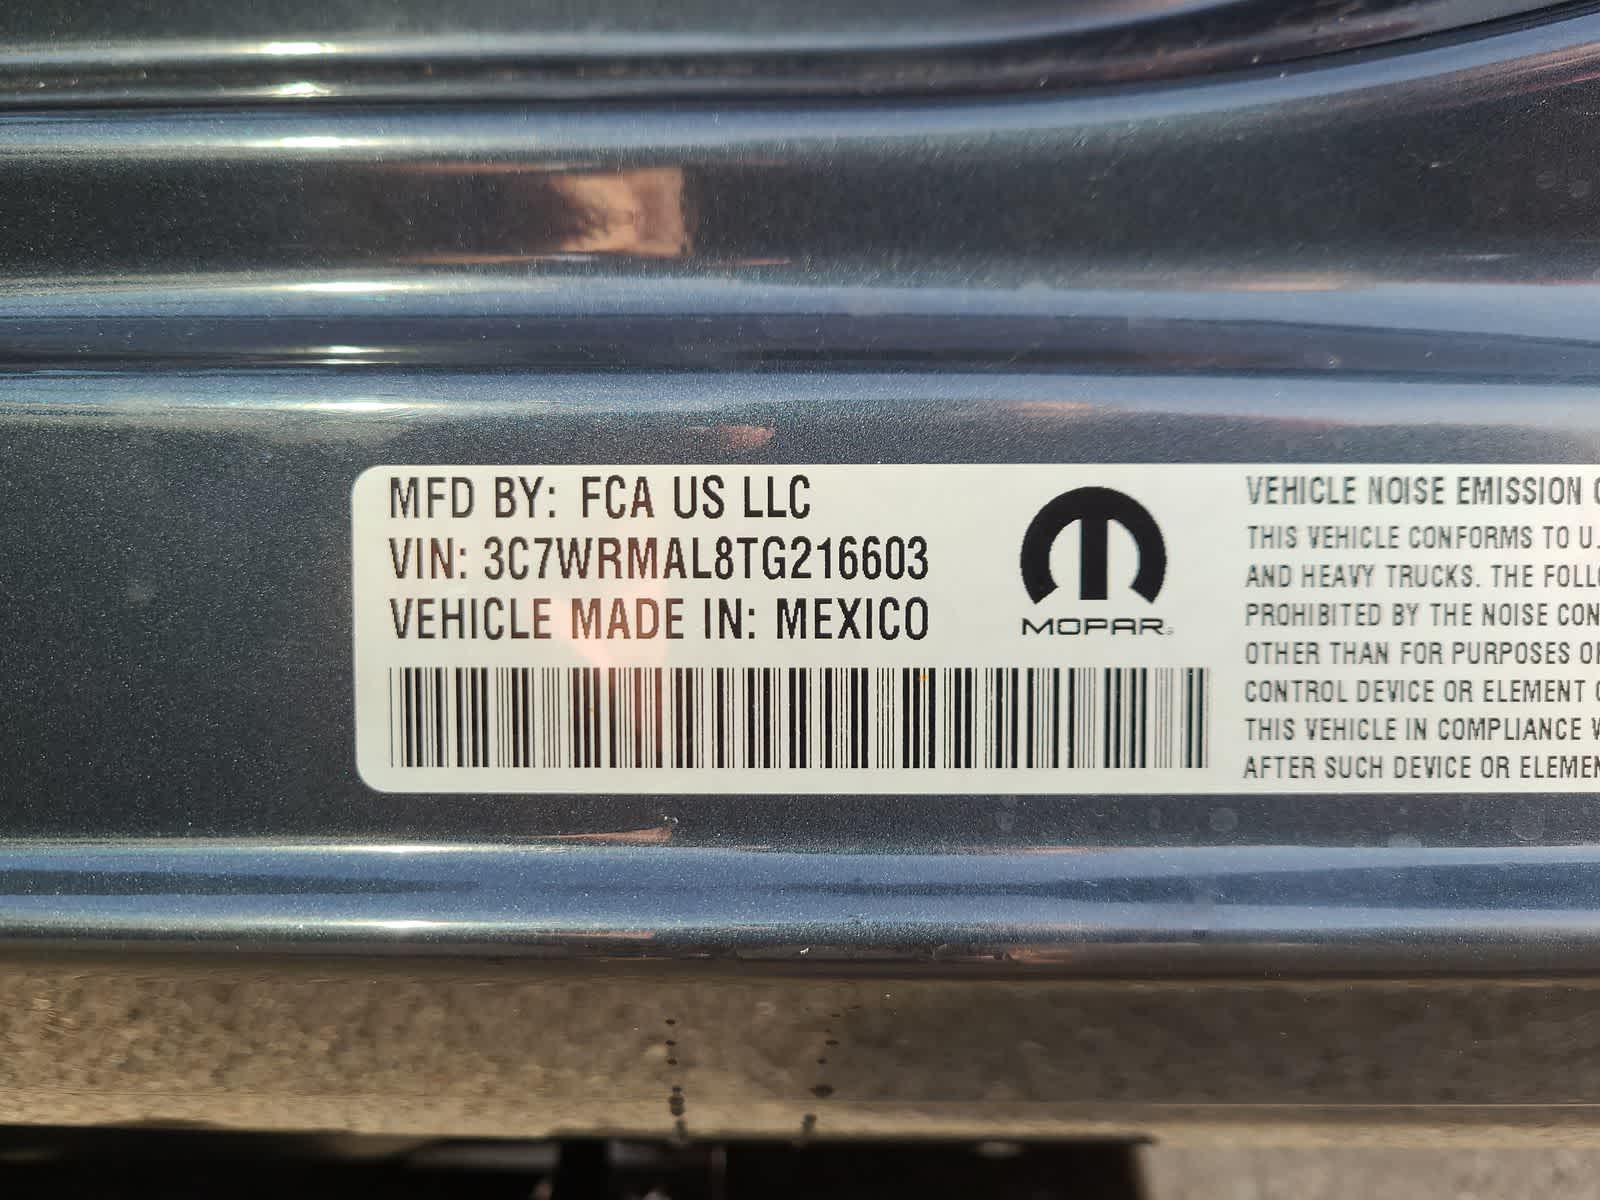 MFD BY: FCA US LLC
VIN: 3C7WRMAL8TG216603
VEHICLE MADE IN: MEXICO
MOPAR
VEHICLE NOISE EMISSION
THIS VEHICLE CONFORMS TO U.
AND HEAVY TRUCKS. THE
PROHIBITED BY THE NOISE
OTHER THAN FOR PURPOSES
CONTROL DEVICE OR ELEMENT
THIS VEHICLE IN COMPLIANCE
AFTER SUCH DEVICE OR